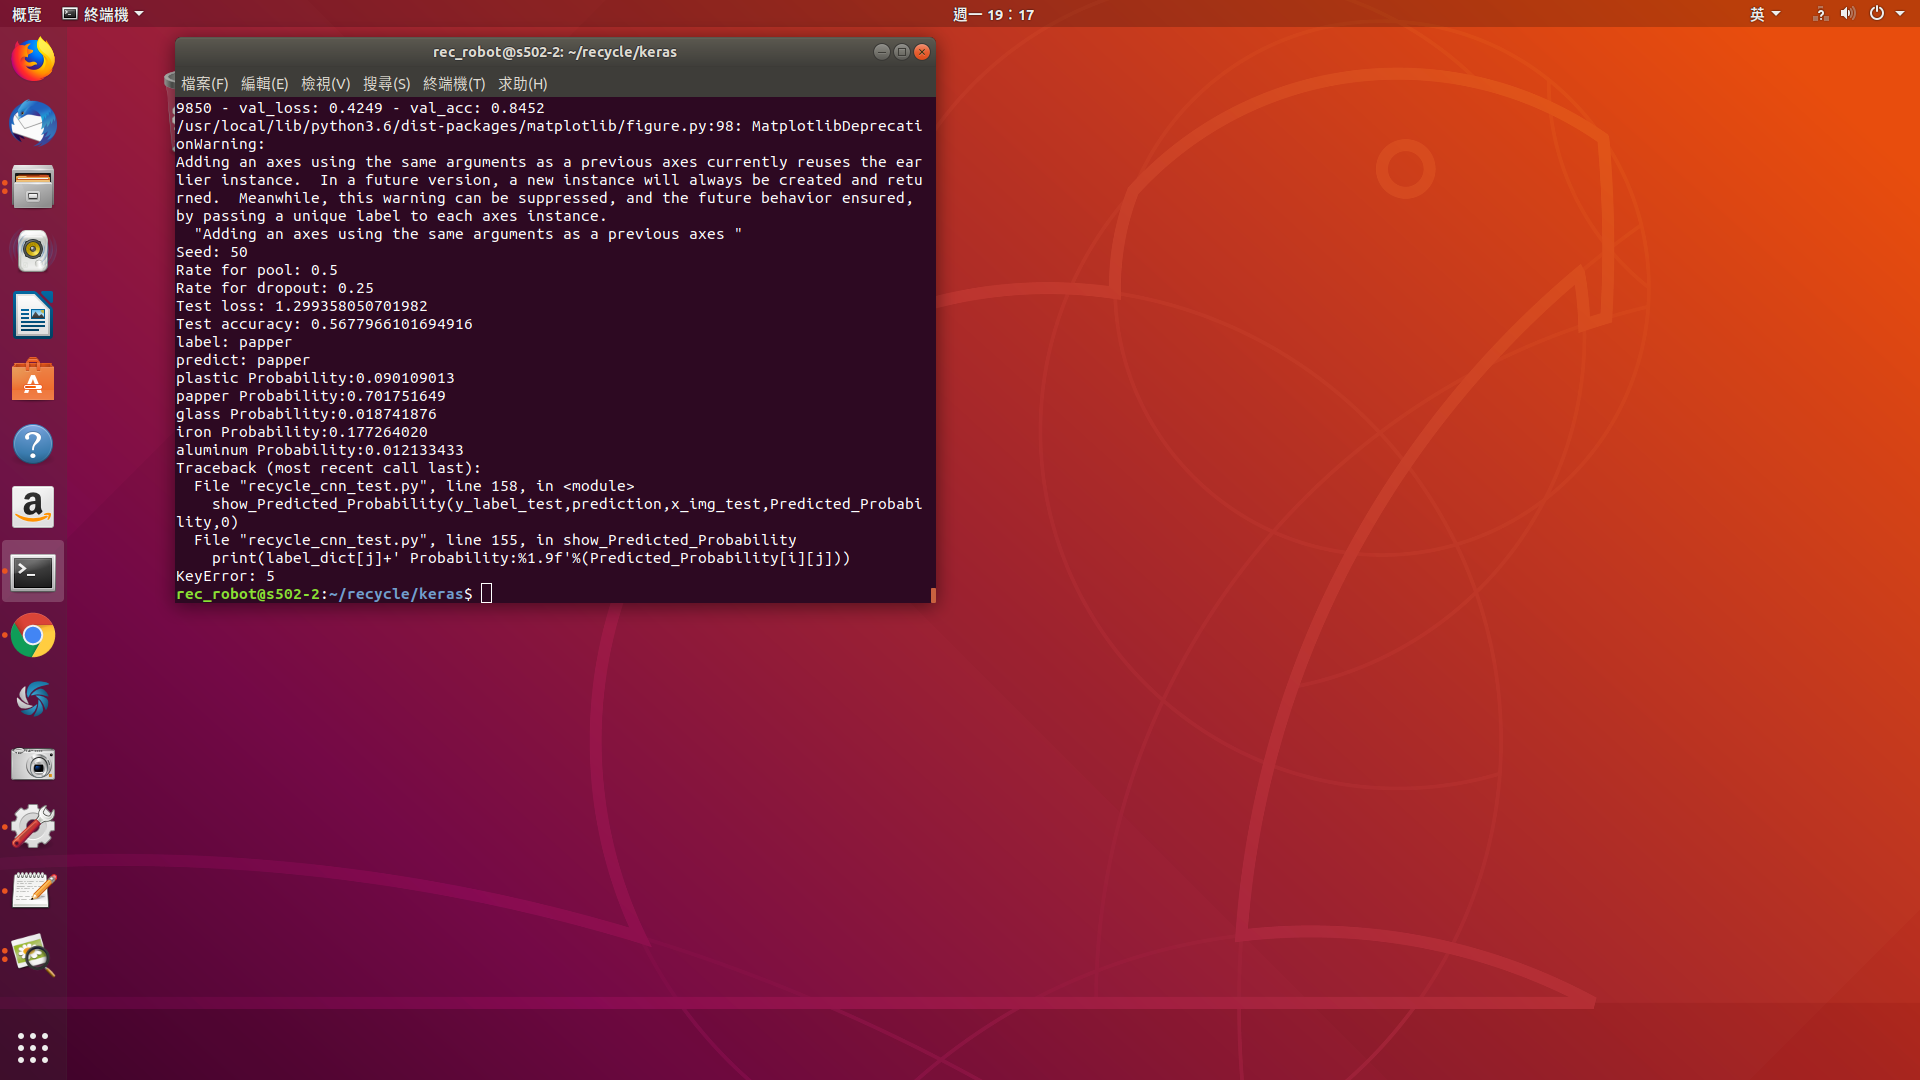 概覽
終端機
週一 19：17
英
rec_robot@s502-2: ~/recycle/keras
檔案(F) 編輯(E) 檢視(V) 搜尋(S) 終端機(T) 求助(H)
9850 - val_loss: 0.4249 - val_acc: 0.8452
/usr/local/lib/python3.6/dist-packages/matplotlib/figure.py:98: MatplotlibDeprecati
onWarning:
Adding an axes using the same arguments as a previous axes currently reuses the ear
lier instance.  In a future version, a new instance will always be created and retu
rned.  Meanwhile, this warning can be suppressed, and the future behavior ensured,
by passing a unique label to each axes instance.
  "Adding an axes using the same arguments as a previous axes "
Seed: 50
Rate for pool: 0.5
Rate for dropout: 0.25
Test loss: 1.299358050701982
Test accuracy: 0.5677966101694916
label: papper
predict: papper
plastic Probability:0.090109013
papper Probability:0.701751649
glass Probability:0.018741876
iron Probability:0.177264020
aluminum Probability:0.012133433
Traceback (most recent call last):
  File "recycle_cnn_test.py", line 158, in <module>
    show_Predicted_Probability(y_label_test,prediction,x_img_test,Predicted_Probabi
lity,0)
  File "recycle_cnn_test.py", line 155, in show_Predicted_Probability
    print(label_dict[j]+' Probability:%1.9f'%(Predicted_Probability[i][j]))
KeyError: 5
rec_robot@s502-2:~/recycle/keras$